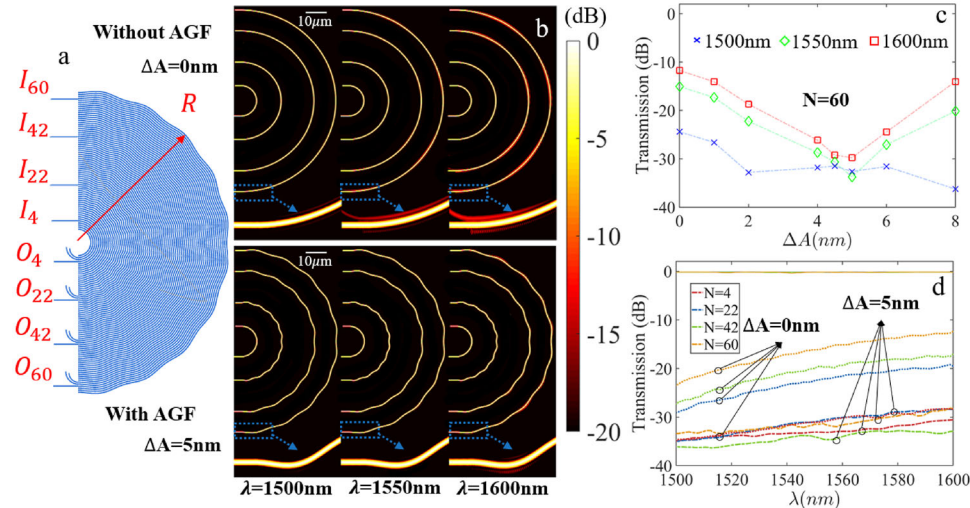 Without AGF
ΔA=0nm
a
I₆₀
I₄₂
I₂₂
I₄
R
O₄
O₂₂
O₄₂
O₆₀
With AGF
ΔA=5nm
10μm
b
10μm
λ=1500nm
λ=1550nm
λ=1600nm
(dB)
0
-5
-10
-15
-20
c
× 1500nm ◇ 1550nm □ 1600nm
N=60
Transmission (dB)
0
-10
-20
-30
-40
0 2 4 6 8
ΔA(nm)
d
N=4
N=22
N=42
N=60
ΔA=0nm
ΔA=5nm
Transmission (dB)
0
-10
-20
-30
-40
1500 1520 1540 1560 1580 1600
λ(nm)